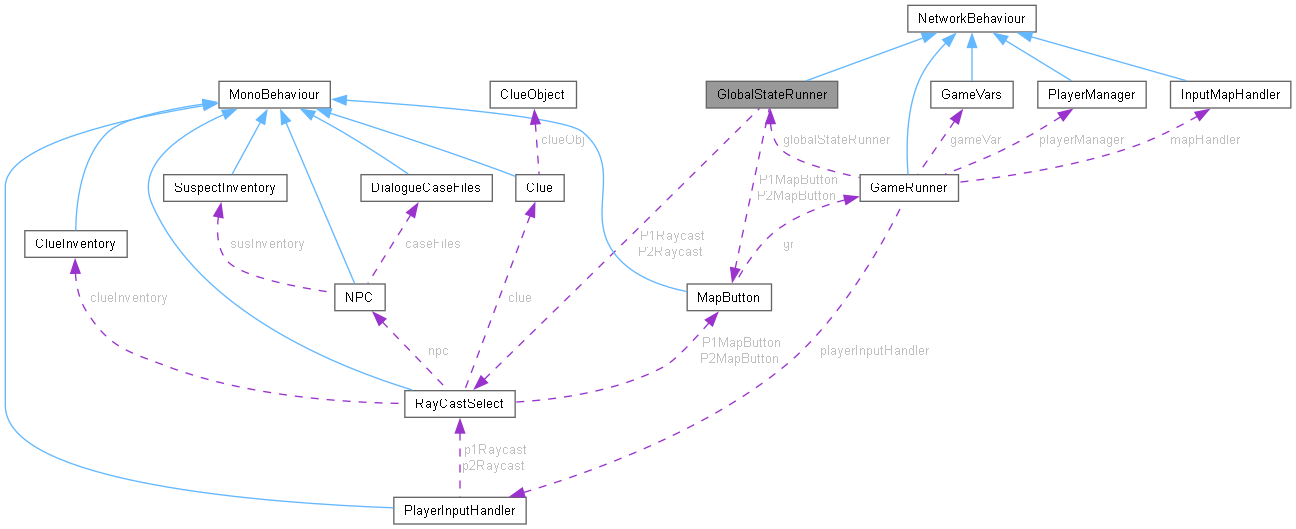 NetworkBehaviour
MonoBehaviour
ClueObject
GlobalStateRunner
GameVars
PlayerManager
InputMapHandler
clueObj
globalStateRunner
gameVar
playerManager
mapHandler
SuspectInventory
DialogueCaseFiles
Clue
P1MapButton
P2MapButton
GameRunner
ClueInventory
susInventory
caseFiles
P1Raycast
P2Raycast
gr
clueInventory
NPC
clue
MapButton
npc
P1MapButton
P2MapButton
playerInputHandler
RayCastSelect
p1Raycast
p2Raycast
PlayerInputHandler